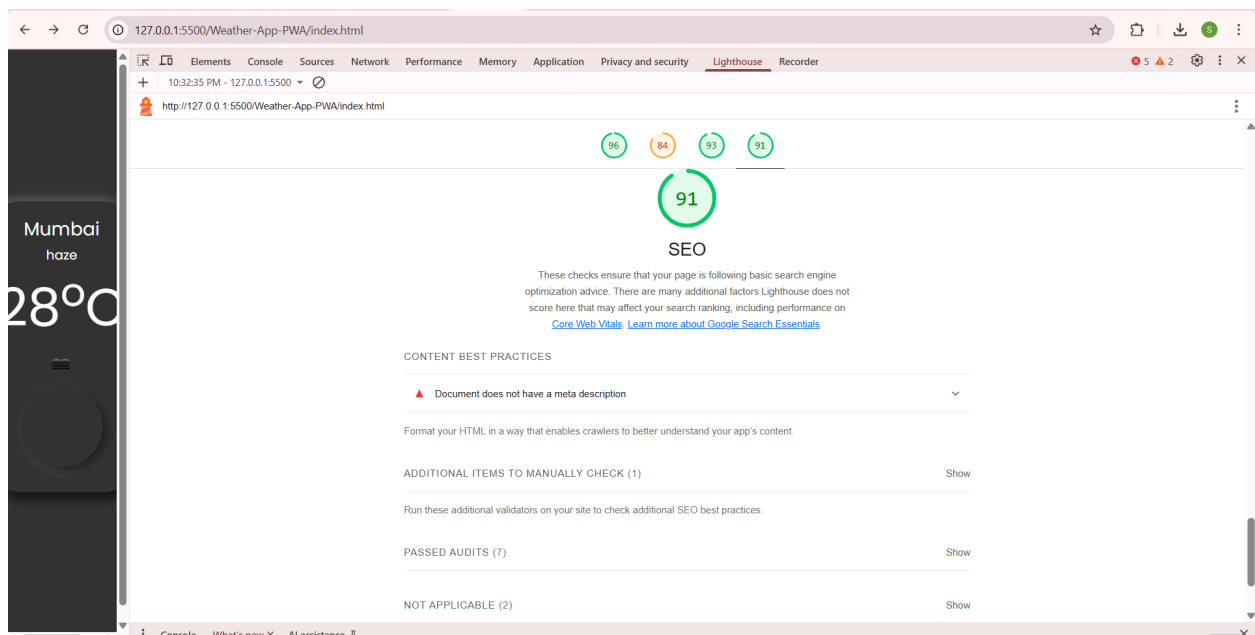 127.0.0.1:5500/Weather-App-PWA/index.html
S
Elements Console Sources Network Performance Memory Application Privacy and security Lighthouse Recorder 5 2
10:32:35 PM - 127.0.0.1:5500
http://127.0.0.1:5500/Weather-App-PWA/index.html
96 84 93 91
91
SEO
These checks ensure that your page is following basic search engine
optimization advice. There are many additional factors Lighthouse does not
score here that may affect your search ranking, including performance on
Core Web Vitals. Learn more about Google Search Essentials.
CONTENT BEST PRACTICES
Document does not have a meta description
Format your HTML in a way that enables crawlers to better understand your app's content.
ADDITIONAL ITEMS TO MANUALLY CHECK (1) Show
Run these additional validators on your site to check additional SEO best practices.
PASSED AUDITS (7) Show
NOT APPLICABLE (2) Show
Mumbai
haze
28°C
Console What's new AI assistance